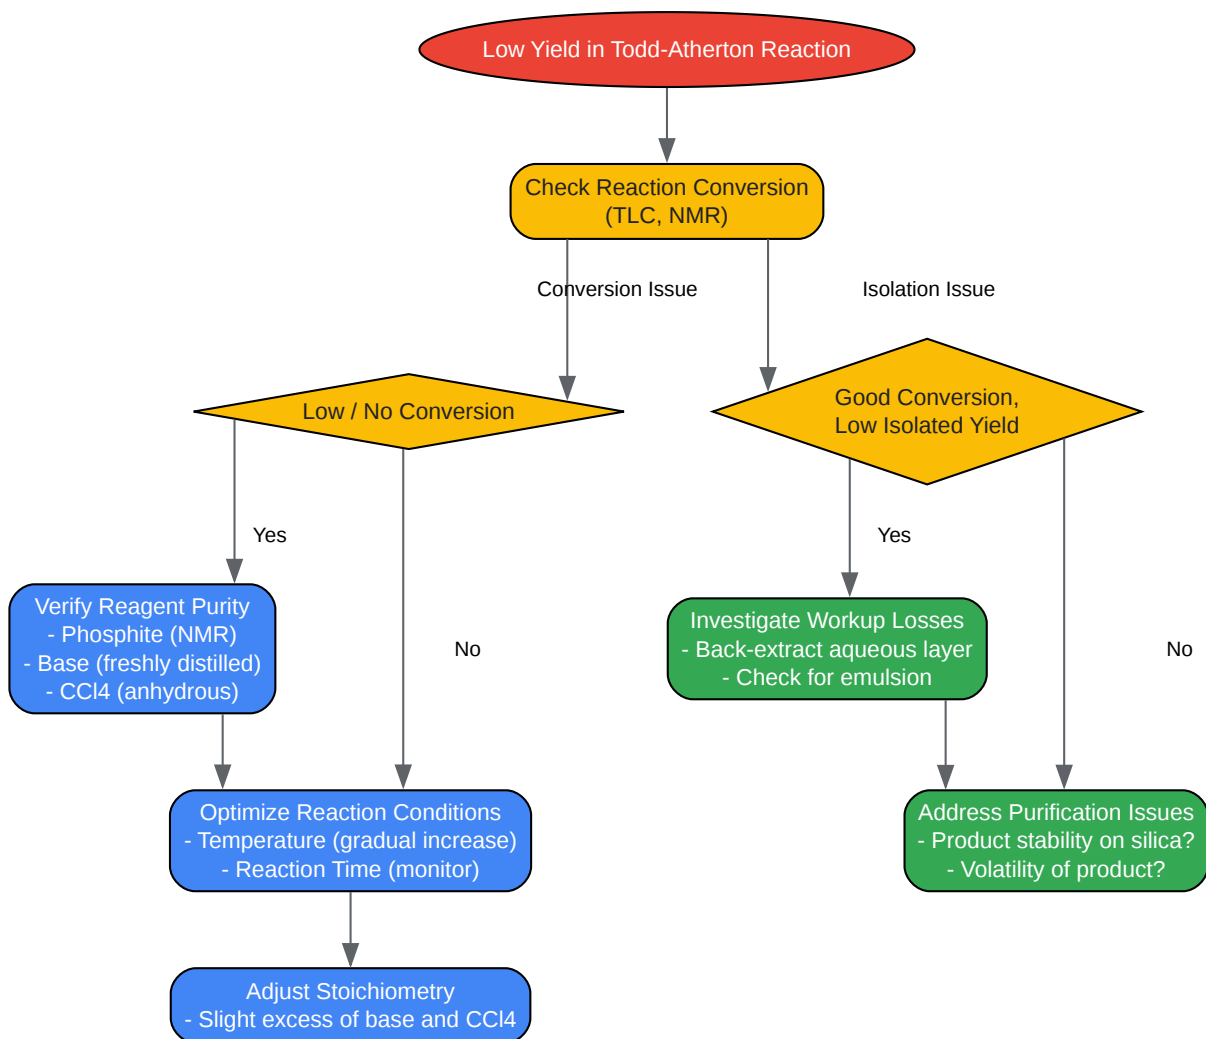 Low Yield in Todd-Atherton Reaction
Check Reaction Conversion
(TLC, NMR)
Conversion Issue
Isolation Issue
Low / No Conversion
Good Conversion,
Low Isolated Yield
Yes
Yes
Verify Reagent Purity
- Phosphite (NMR)
- Base (freshly distilled)
- CCl4 (anhydrous)
No
Investigate Workup Losses
- Back-extract aqueous layer
- Check for emulsion
No
Optimize Reaction Conditions
- Temperature (gradual increase)
- Reaction Time (monitor)
Address Purification Issues
- Product stability on silica?
- Volatility of product?
Adjust Stoichiometry
- Slight excess of base and CCl4